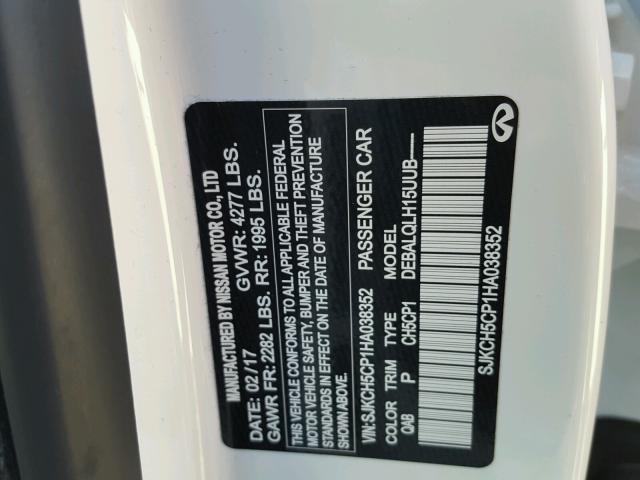 MANUFACTURED BY NISSAN MOTOR CO., LTD
DATE: 02/17 GVWR: 4277 LBS.
GAWR FR: 2282 LBS. RR: 1995 LBS.
THIS VEHICLE CONFORMS TO ALL APPLICABLE FEDERAL
MOTOR VEHICLE SAFETY, BUMPER AND THEFT PREVENTION
STANDARDS IN EFFECT ON THE DATE OF MANUFACTURE
SHOWN ABOVE.
VIN:SJKCH5CP1HA038352 PASSENGER CAR
COLOR TRIM TYPE MODEL
QAB P CH5CP1 DEBALQLH15UUB-----
SJKCH5CP1HA038352